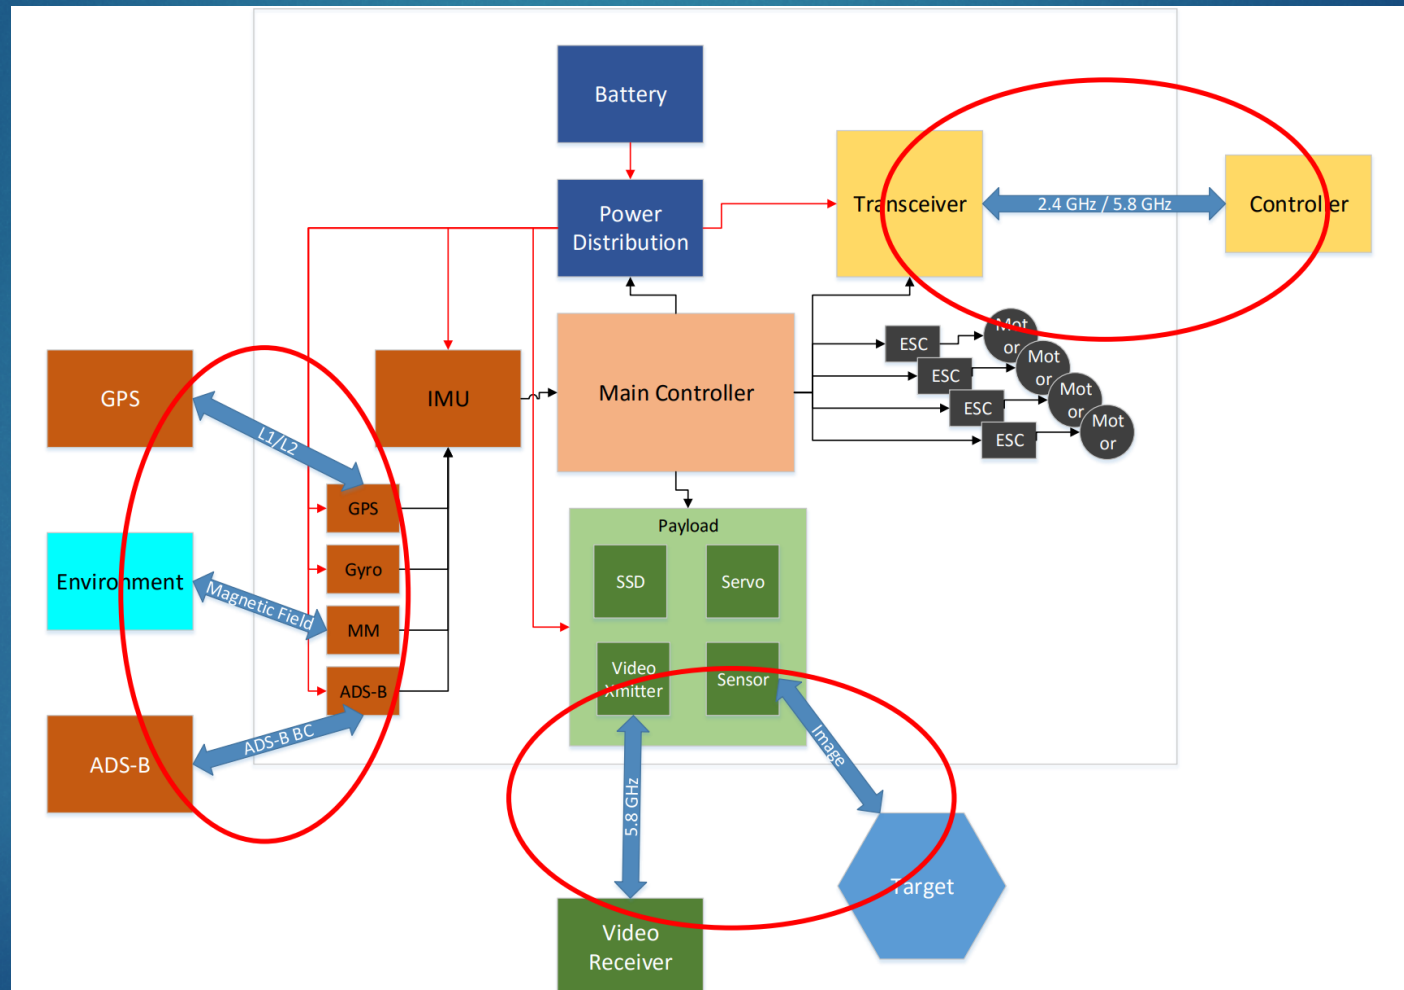 Battery
Power
Distribution
Transceiver
2.4 GHz / 5.8 GHz
Controller
GPS
IMU
Main Controller
ESC
Mot
or
ESC
Mot
or
ESC
Mot
or
ESC
Mot
or
L1/L2
GPS
Environment
Magnetic Field
Gyro
MM
ADS-B
ADS-B
ADS-B BC
Payload
SSD
Servo
Video
Xmitter
Sensor
5.8 GHz
Image
Target
Video
Receiver